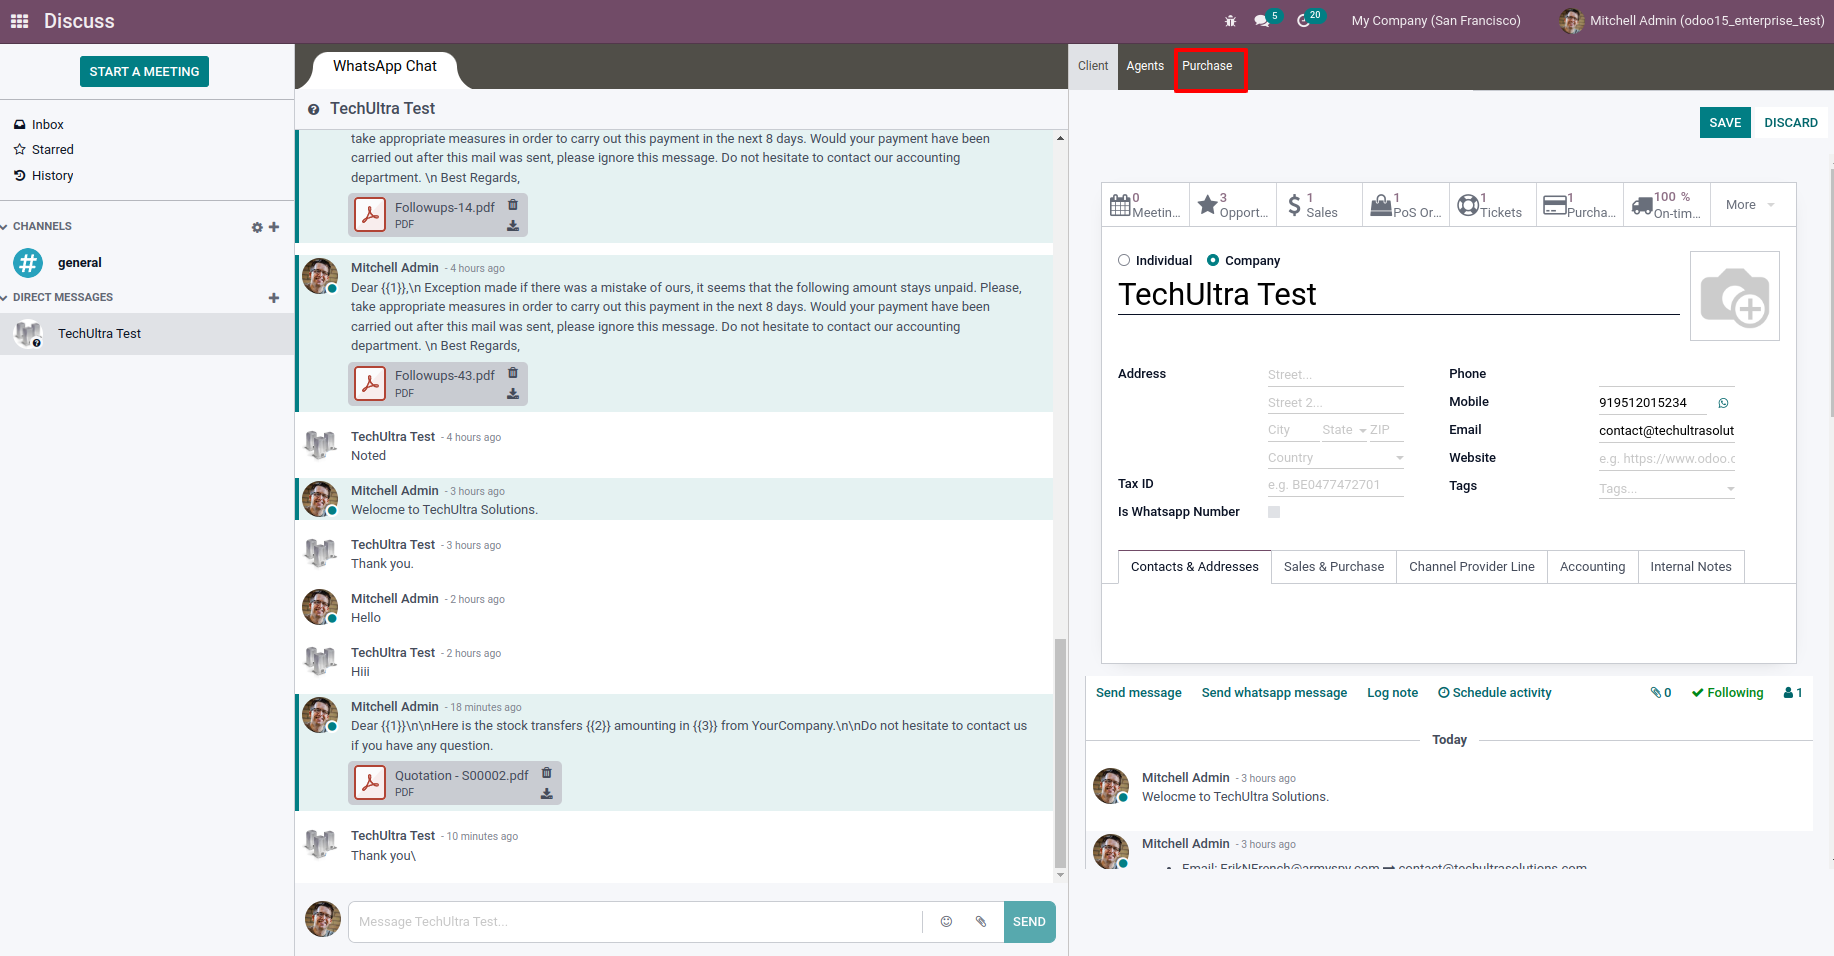 Discuss
5
20
My Company (San Francisco)
Mitchell Admin (odoo15_enterprise_test)
START A MEETING
Inbox
Starred
History
CHANNELS
general
DIRECT MESSAGES
TechUltra Test
WhatsApp Chat
TechUltra Test
take appropriate measures in order to carry out this payment in the next 8 days. Would your payment have been
carried out after this mail was sent, please ignore this message. Do not hesitate to contact our accounting
department. \n Best Regards,
Followups-14.pdf
PDF
Mitchell Admin - 4 hours ago
Dear {{1}},\n Exception made if there was a mistake of ours, it seems that the following amount stays unpaid. Please,
take appropriate measures in order to carry out this payment in the next 8 days. Would your payment have been
carried out after this mail was sent, please ignore this message. Do not hesitate to contact our accounting
department. \n Best Regards,
Followups-43.pdf
PDF
TechUltra Test - 4 hours ago
Noted
Mitchell Admin - 3 hours ago
Welocme to TechUltra Solutions.
TechUltra Test - 3 hours ago
Thank you.
Mitchell Admin - 2 hours ago
Hello
TechUltra Test - 2 hours ago
Hiii
Mitchell Admin - 18 minutes ago
Dear {{1}}\n\nHere is the stock transfers {{2}} amounting in {{3}} from YourCompany.\n\nDo not hesitate to contact us
if you have any question.
Quotation - S00002.pdf
PDF
TechUltra Test - 10 minutes ago
Thank you\
Message TechUltra Test...
SEND
Client
Agents
Purchase
SAVE
DISCARD
0
Meetin...
3
Opport...
1
Sales
1
PoS Or...
1
Tickets
1
Purcha...
100 %
On-tim...
More
Individual
Company
TechUltra Test
Address
Street...
Street 2...
City
State
ZIP
Country
Tax ID
e.g. BE0477472701
Is Whatsapp Number
Phone
Mobile
919512015234
Email
contact@techultrasolut
Website
e.g. https://www.odoo.c
Tags
Tags...
Contacts & Addresses
Sales & Purchase
Channel Provider Line
Accounting
Internal Notes
Send message
Send whatsapp message
Log note
Schedule activity
0
Following
1
Today
Mitchell Admin - 3 hours ago
Welocme to TechUltra Solutions.
Mitchell Admin - 3 hours ago
Email: ErikNFrench@armyspy.com → contact@techultrasolutions.com